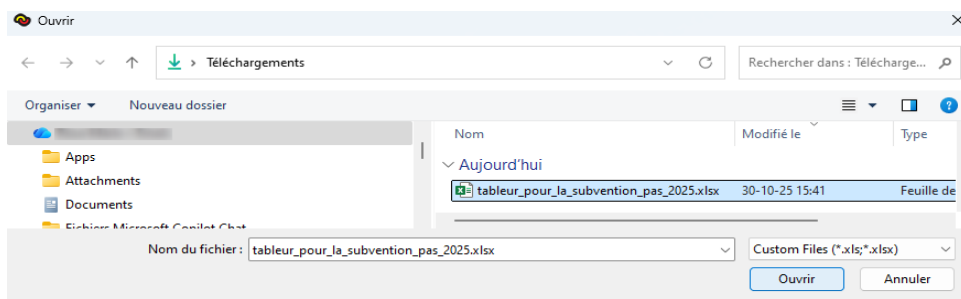 Ouvrir
Téléchargements
Rechercher dans : Télécharge...
Organiser
Nouveau dossier
Nom
Modifié le
Type
Apps
Aujourd'hui
Attachments
tableur_pour_la_subvention_pas_2025.xlsx 30-10-25 15:41 Feuille de
Documents
Fichiers Microsoft Copilot Chat
Nom du fichier : tableur_pour_la_subvention_pas_2025.xlsx Custom Files (*.xls;*.xlsx)
Ouvrir Annuler